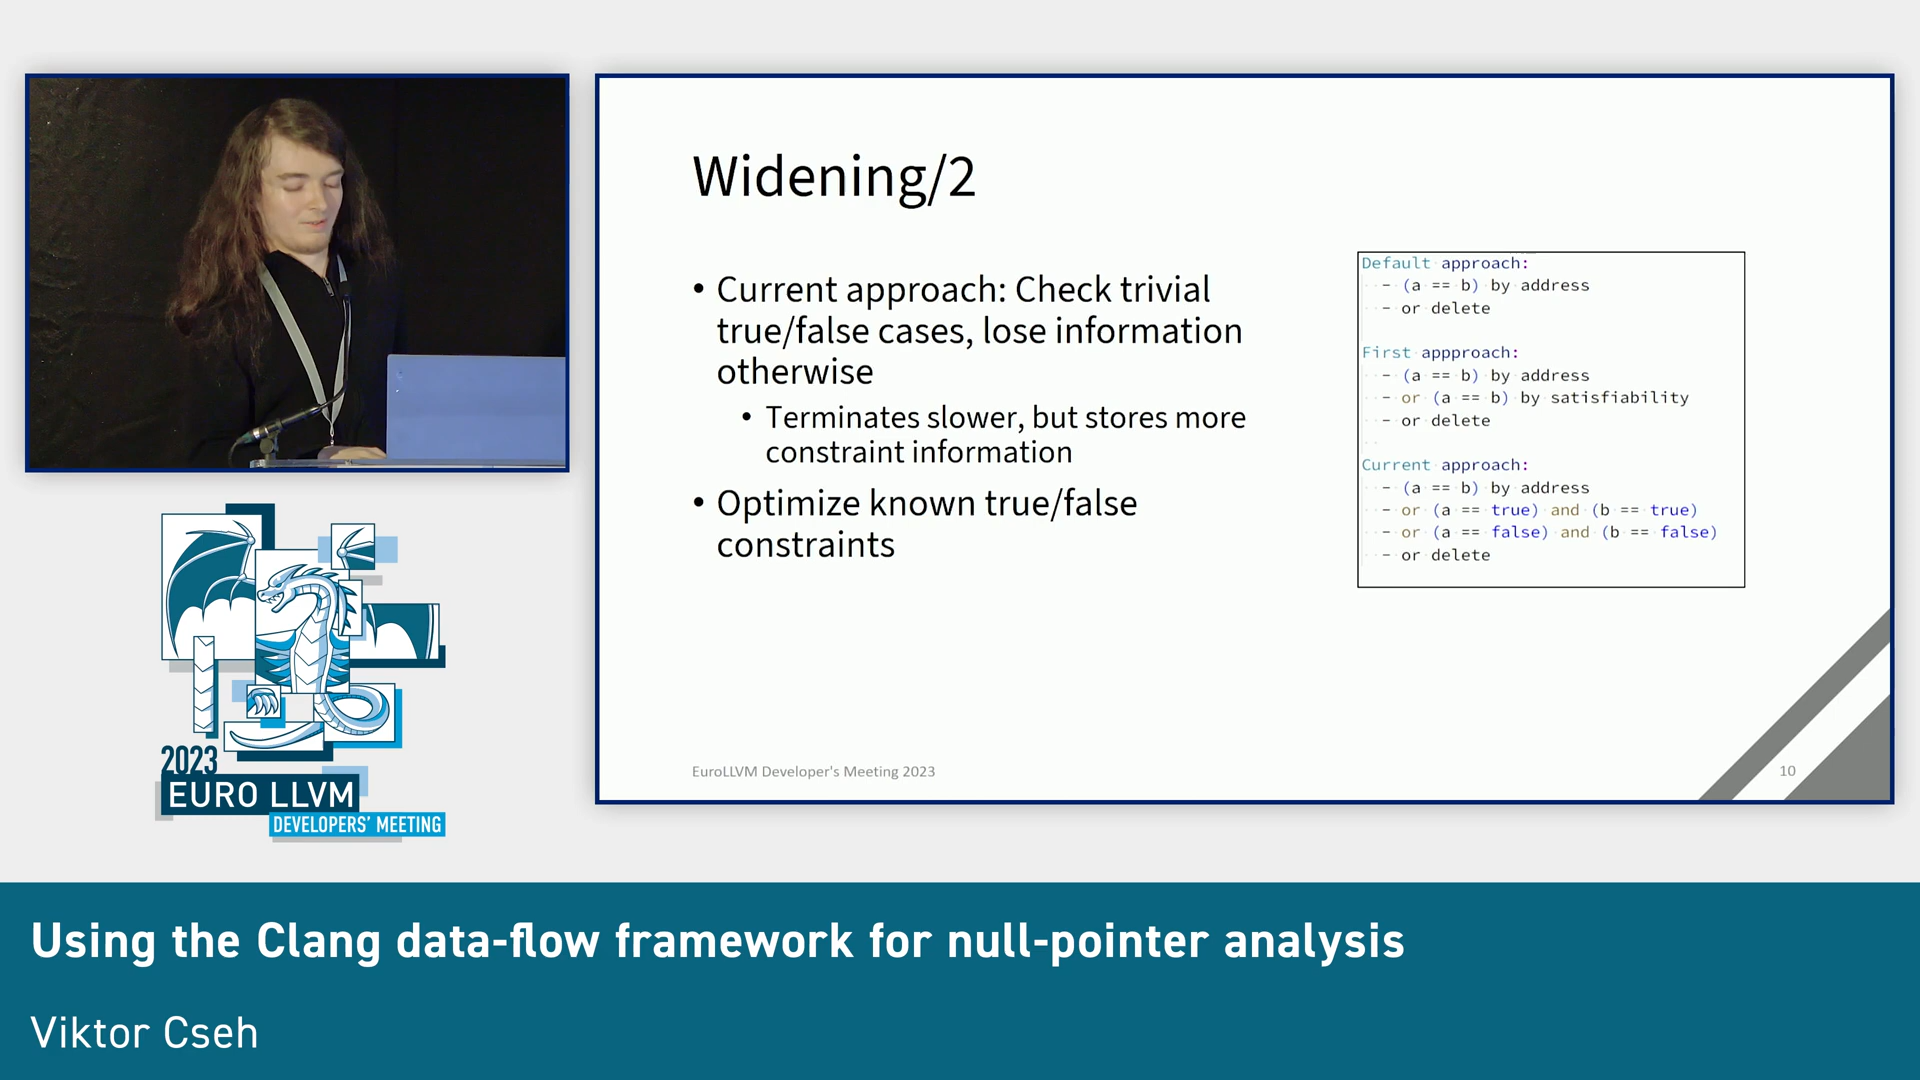 Widening/2
• Current approach: Check trivial
true/false cases, lose information
otherwise
• Terminates slower, but stores more
constraint information
• Optimize known true/false
constraints
Default approach:
- (a == b) by address
- or delete
First appproach:
- (a == b) by address
- or (a == b) by satisfiability
- or delete
Current approach:
- (a == b) by address
- or (a == true) and (b == true)
- or (a == false) and (b == false)
- or delete
EuroLLVM Developer's Meeting 2023
10
2023
EURO LLVM
DEVELOPERS' MEETING
Using the Clang data-flow framework for null-pointer analysis
Viktor Cseh